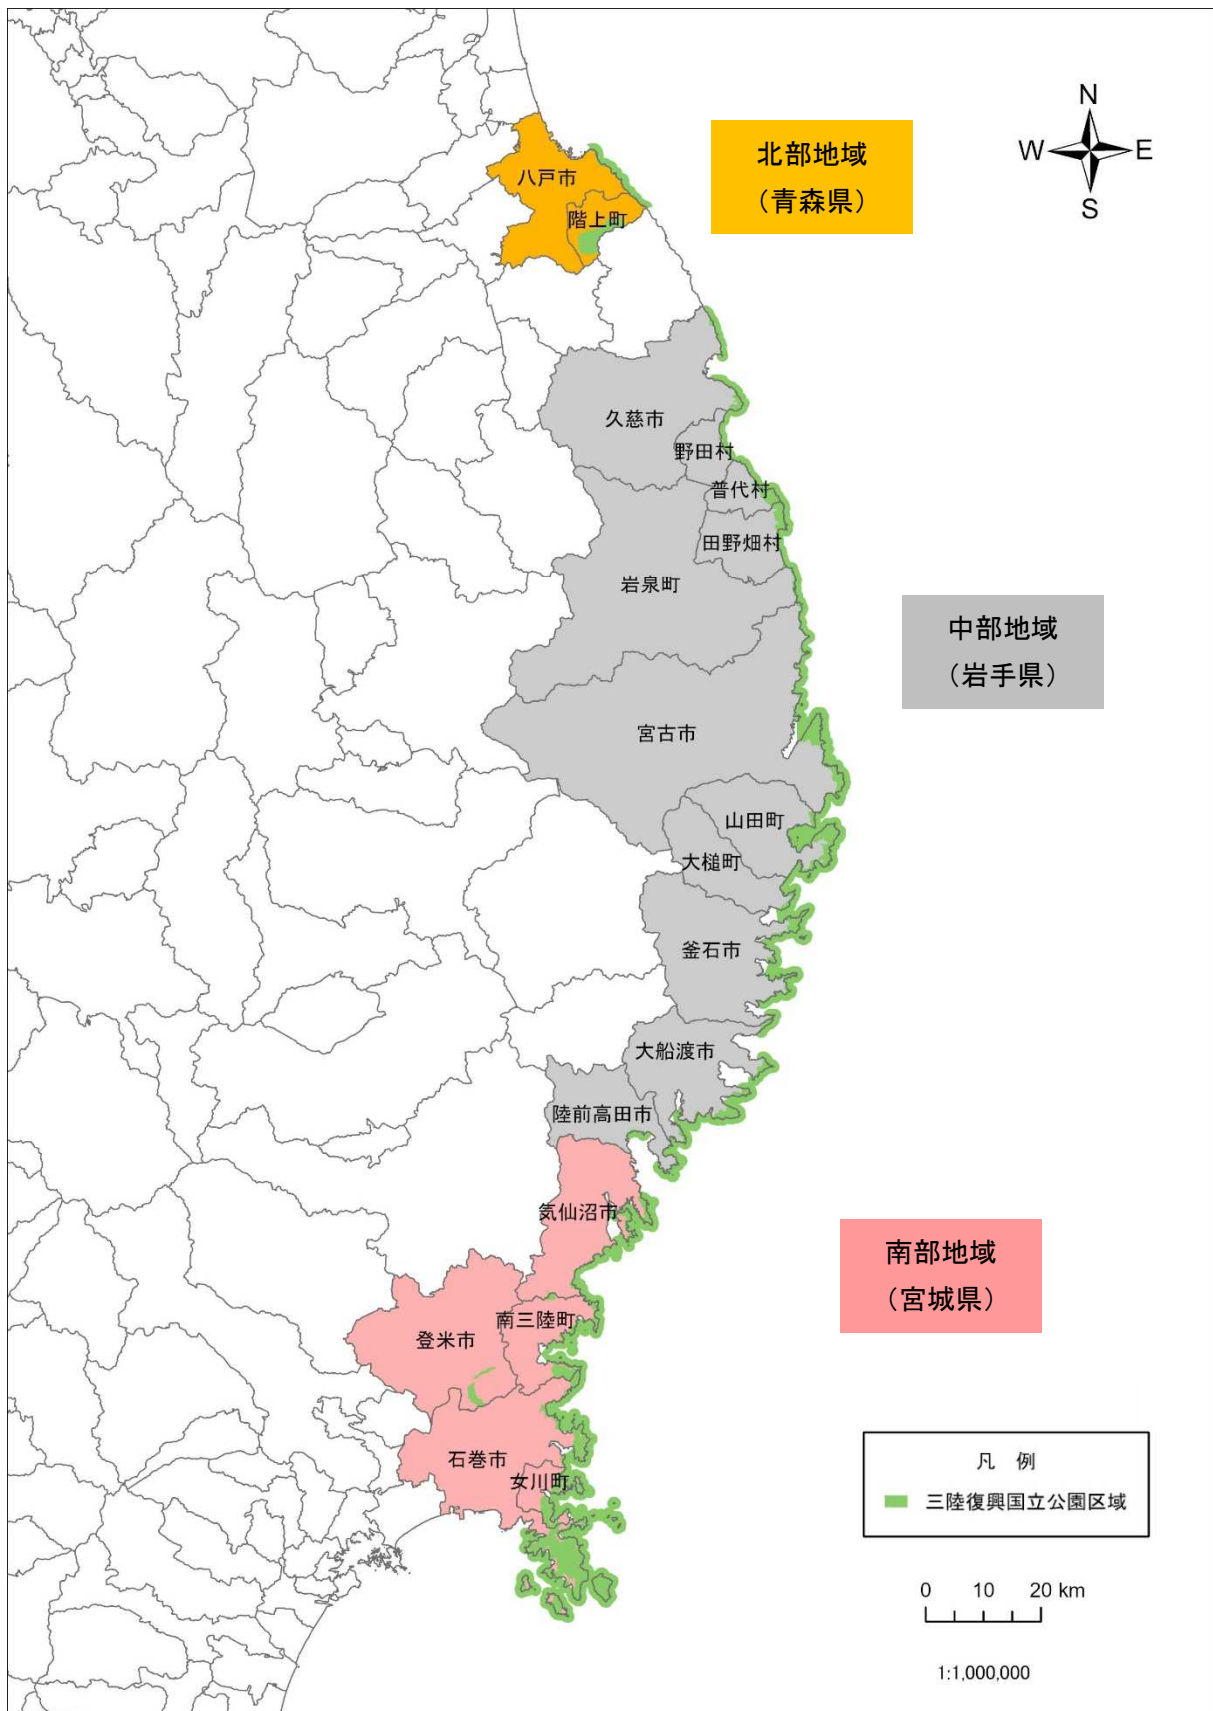 N
W
E
S
北部地域
（青森県）
八戸市
階上町
久慈市
野田村
普代村
田野畑村
岩泉町
中部地域
（岩手県）
宮古市
山田町
大槌町
釜石市
大船渡市
陸前高田市
気仙沼市
南部地域
（宮城県）
南三陸町
登米市
石巻市
女川町
凡 例
三陸復興国立公園区域
0 10 20 km
1:1,000,000